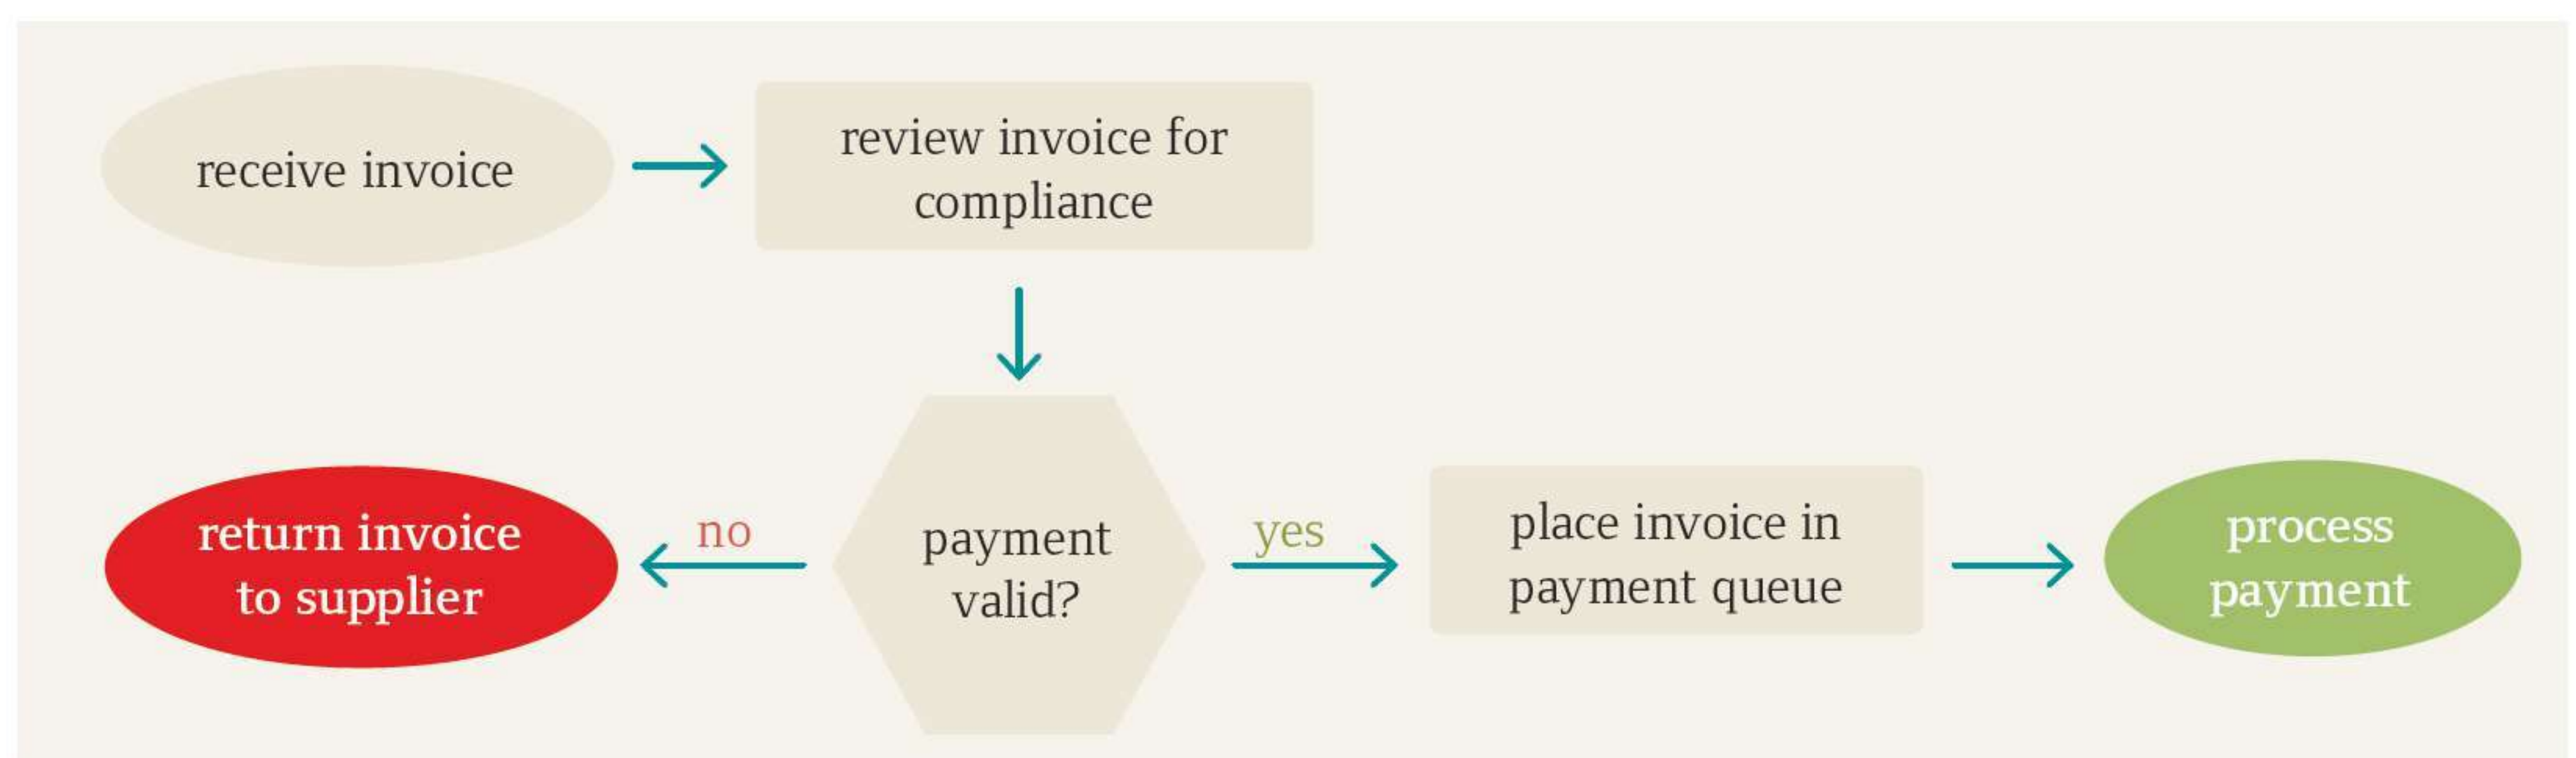 receive invoice
review invoice for
compliance
return invoice
to supplier
no
payment
valid?
yes
place invoice in
payment queue
process
payment